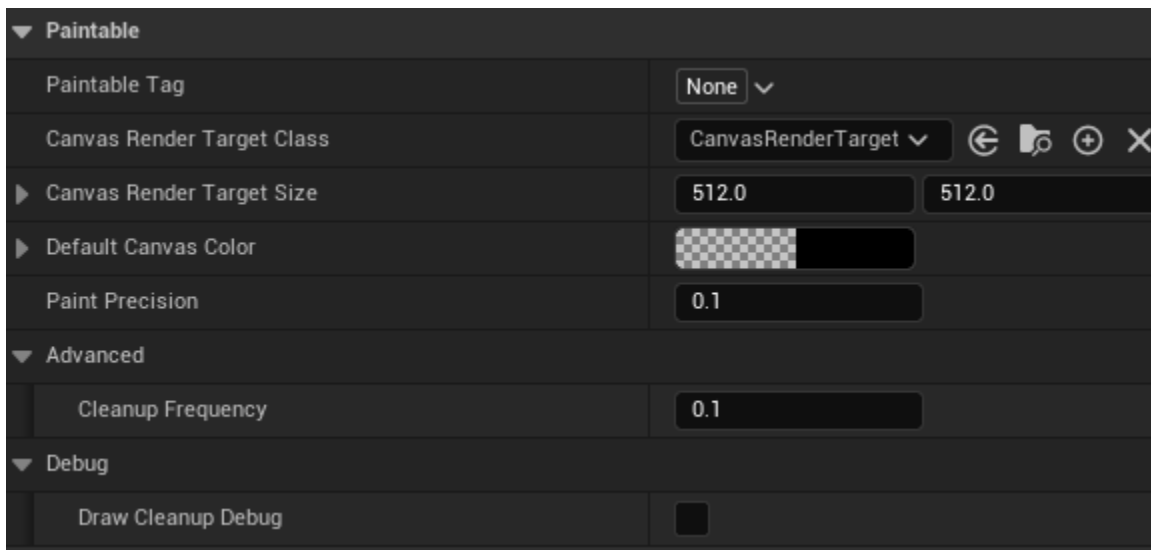 Paintable
Paintable Tag None
Canvas Render Target Class CanvasRenderTarget
Canvas Render Target Size 512.0 512.0
Default Canvas Color
Paint Precision 0.1
Advanced
Cleanup Frequency 0.1
Debug
Draw Cleanup Debug